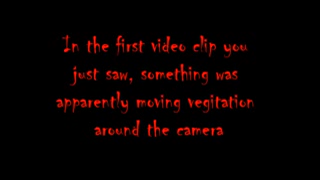 In the first video clip you
just saw, something was
apparently moving vegitation
around the camera